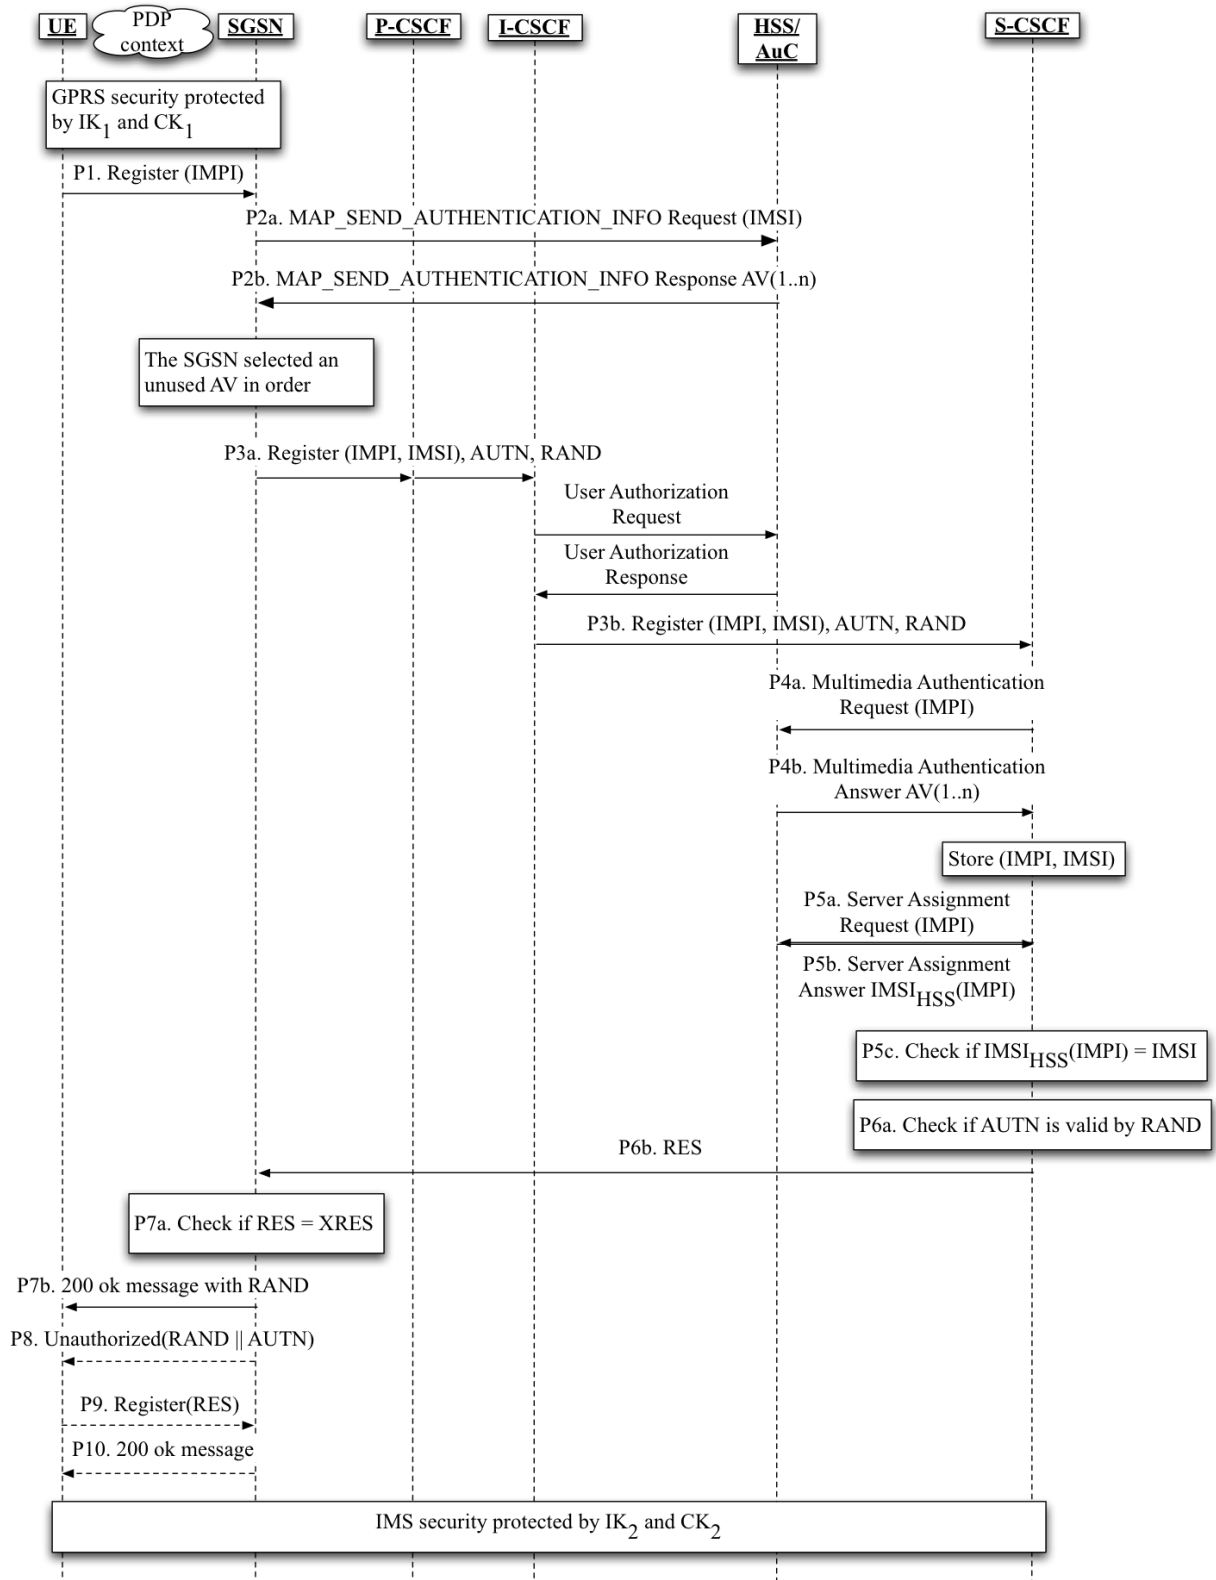 UE
PDP
context
SGSN
P-CSCF
I-CSCF
HSS/
AuC
S-CSCF
GPRS security protected
by IK1 and CK1
P1. Register (IMPI)
P2a. MAP_SEND_AUTHENTICATION_INFO Request (IMSI)
P2b. MAP_SEND_AUTHENTICATION_INFO Response AV(1..n)
The SGSN selected an
unused AV in order
P3a. Register (IMPI, IMSI), AUTN, RAND
User Authorization
Request
User Authorization
Response
P3b. Register (IMPI, IMSI), AUTN, RAND
P4a. Multimedia Authentication
Request (IMPI)
P4b. Multimedia Authentication
Answer AV(1..n)
Store (IMPI, IMSI)
P5a. Server Assignment
Request (IMPI)
P5b. Server Assignment
Answer IMSIHSS(IMPI)
P5c. Check if IMSIHSS(IMPI) = IMSI
P6a. Check if AUTN is valid by RAND
P6b. RES
P7a. Check if RES = XRES
P7b. 200 ok message with RAND
P8. Unauthorized(RAND || AUTN)
P9. Register(RES)
P10. 200 ok message
IMS security protected by IK2 and CK2